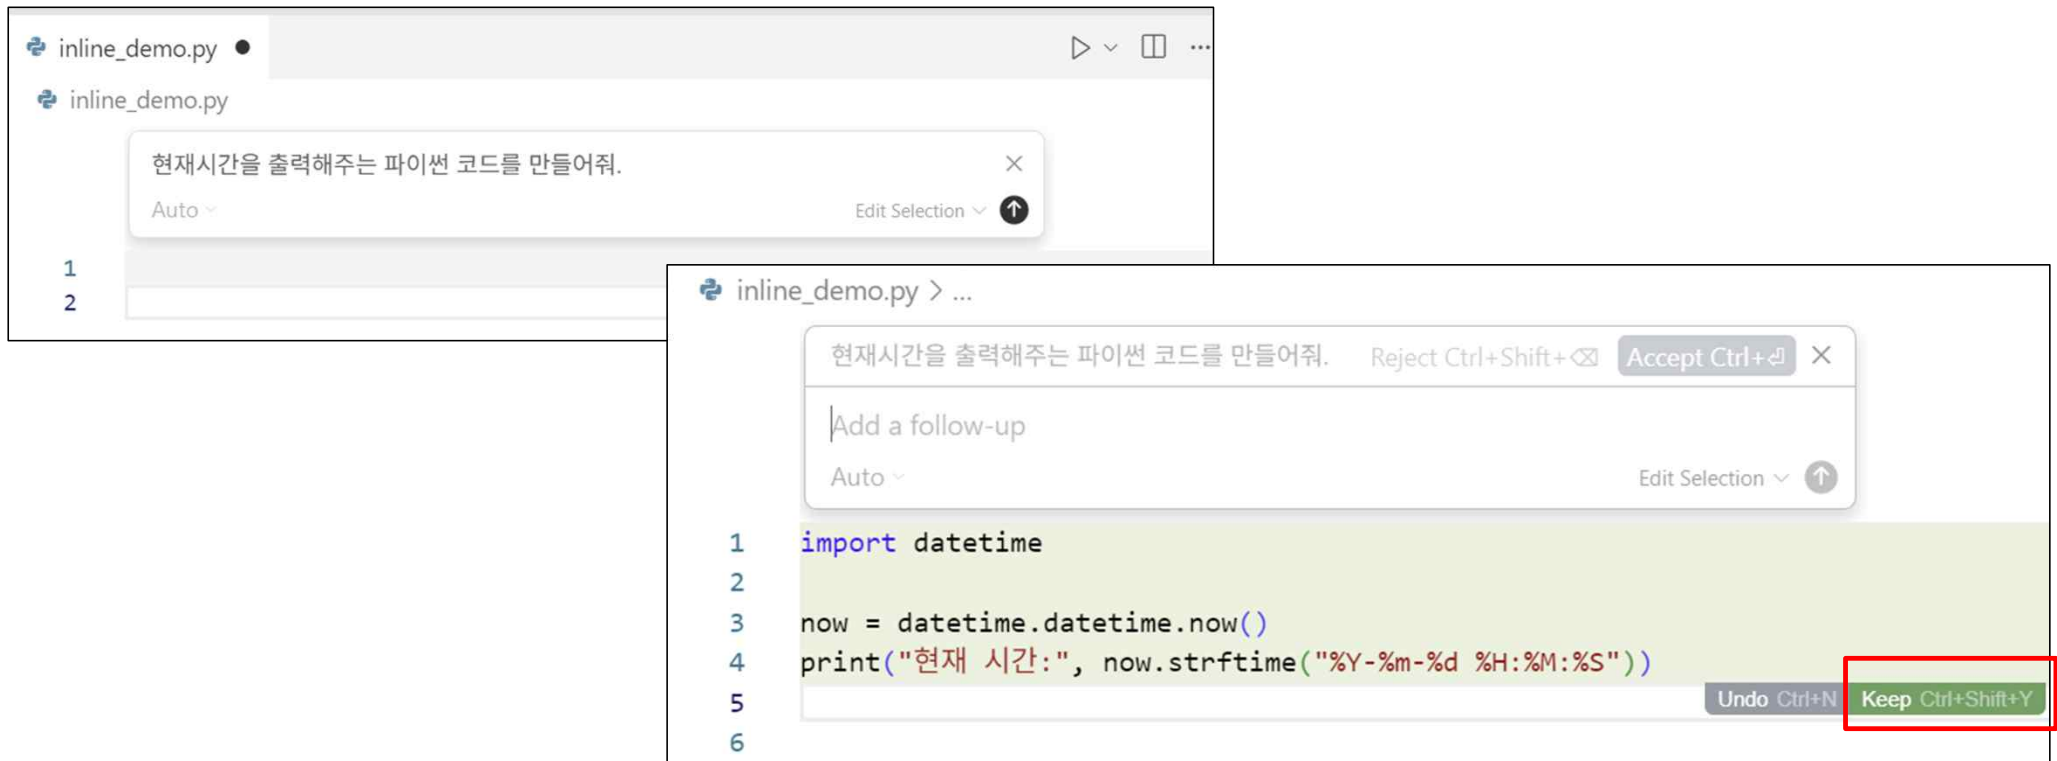 inline_demo.py
inline_demo.py
현재시간을 출력해주는 파이썬 코드를 만들어줘.
Auto
Edit Selection
1
2
inline_demo.py > ...
현재시간을 출력해주는 파이썬 코드를 만들어줘. Reject Ctrl+Shift+⌫ Accept Ctrl+⏎
Add a follow-up
Auto
Edit Selection
1 import datetime
2
3 now = datetime.datetime.now()
4 print("현재 시간:", now.strftime("%Y-%m-%d %H:%M:%S"))
5
Undo Ctrl+N Keep Ctrl+Shift+Y
6